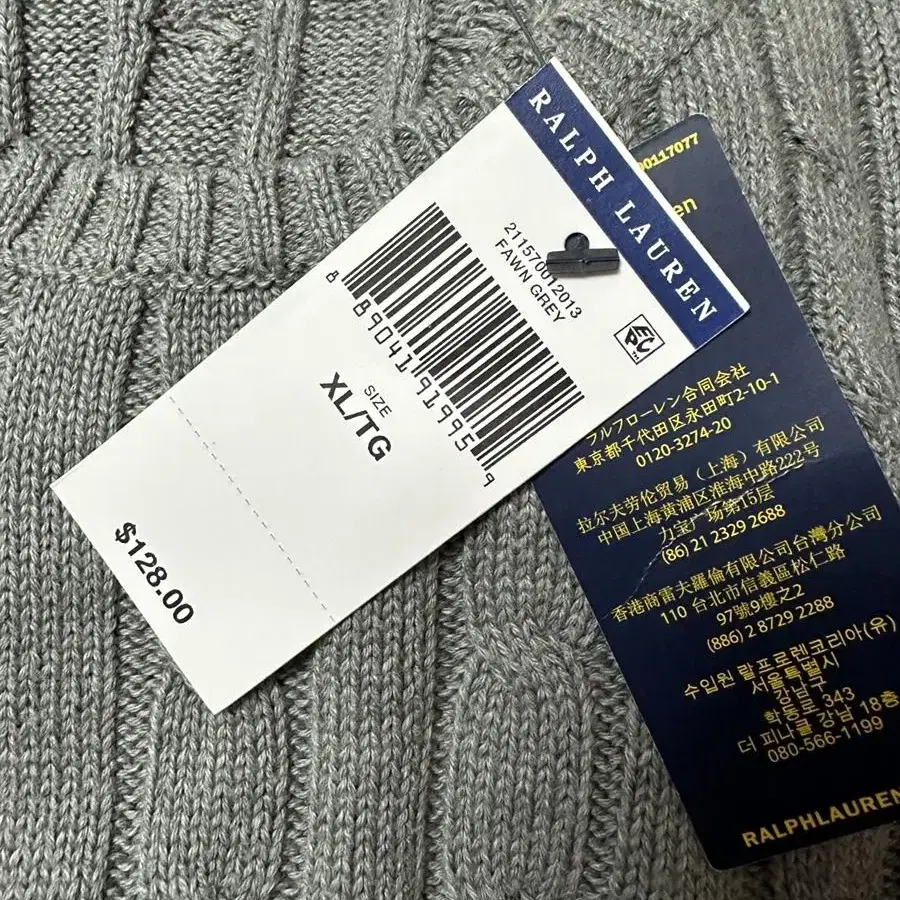 RALPH LAUREN
211570012013
FAWN GREY
8 89041 91995 9
EPC™
SIZE
XL/TG
$128.00
00117077
合同会社
東京都千代田区永田町2-10-1
0120-3274-20
拉尔夫劳伦贸易（上海）有限公司
中国上海黄浦区淮海中路222号
力宝广场第15层
(86) 21 2329 2688
香港商雷夫羅倫有限公司台灣分公司
110 台北市信義區松仁路
97號9樓之2
(886) 2 8729 2288
수입원 랄프로렌코리아(유)
서울특별시
강남구
학동로 343
더 피나클 강남 18층
080-566-1199
RALPHLAUREN